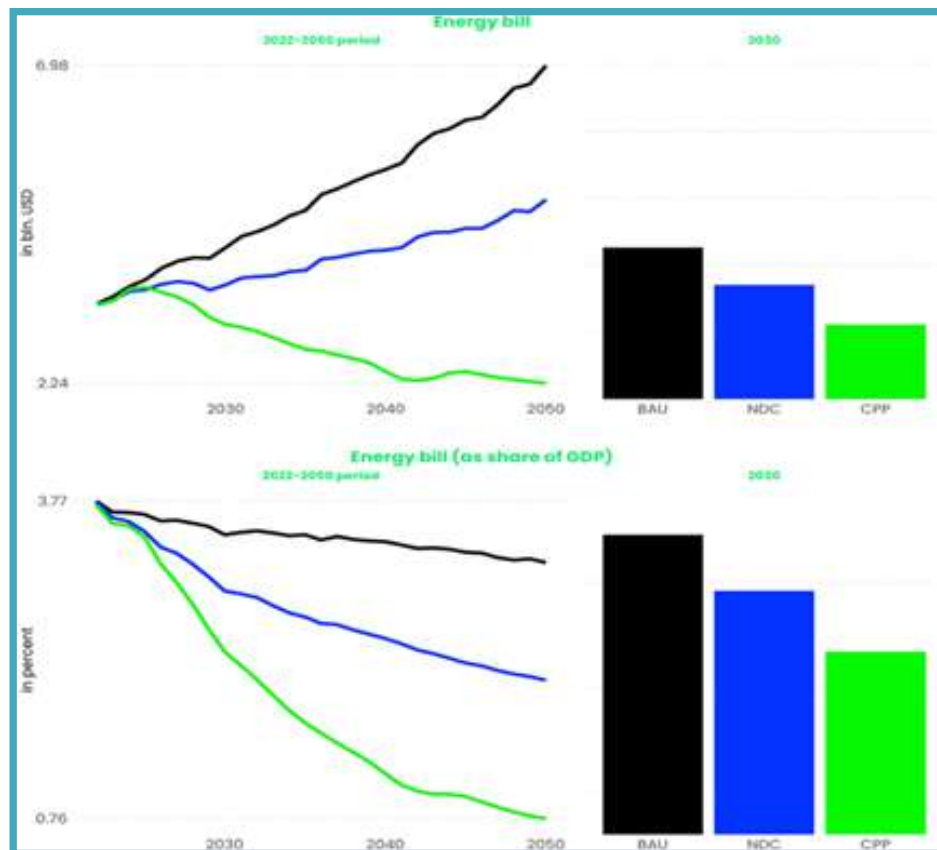 Energy bill
2022-2050 period
2030
6.98
in bln. USD
2.24
2030
2040
2050
BAU
NDC
CPP
Energy bill (as share of GDP)
2022-2050 period
2030
3.77
in percent
0.76
2030
2040
2050
BAU
NDC
CPP